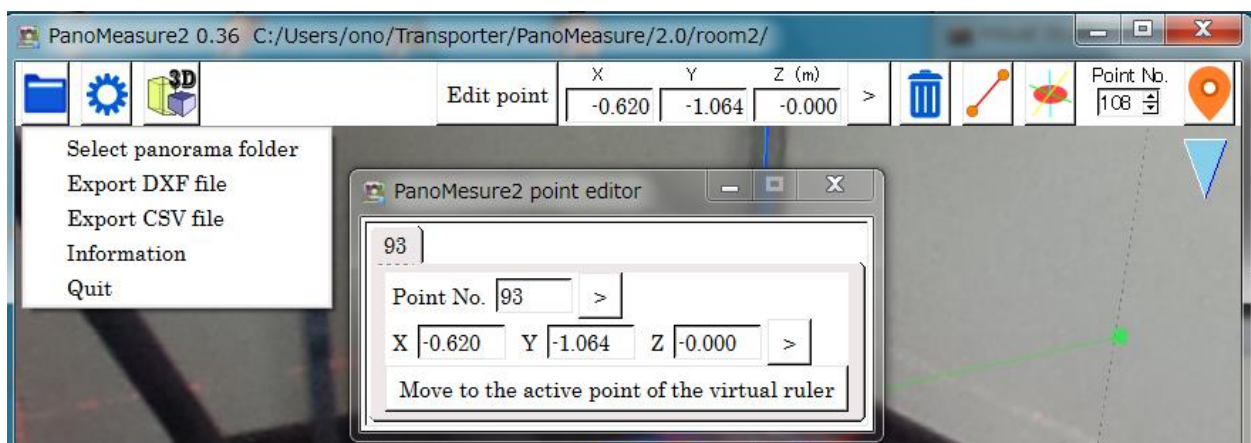 PanoMeasure2 0.36 C:/Users/ono/Transporter/PanoMeasure/2.0/room2/
3D
Edit point
X Y Z (m)
-0.620 -1.064 -0.000 >
Point No.
108
Select panorama folder
Export DXF file
Export CSV file
Information
Quit
PanoMesure2 point editor
93
Point No. 93 >
X -0.620 Y -1.064 Z -0.000 >
Move to the active point of the virtual ruler